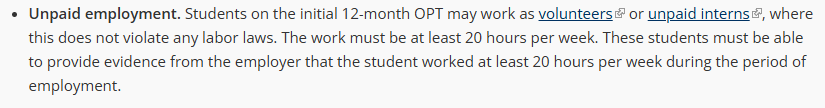 • Unpaid employment. Students on the initial 12-month OPT may work as volunteers or unpaid interns, where
this does not violate any labor laws. The work must be at least 20 hours per week. These students must be able
to provide evidence from the employer that the student worked at least 20 hours per week during the period of
employment.